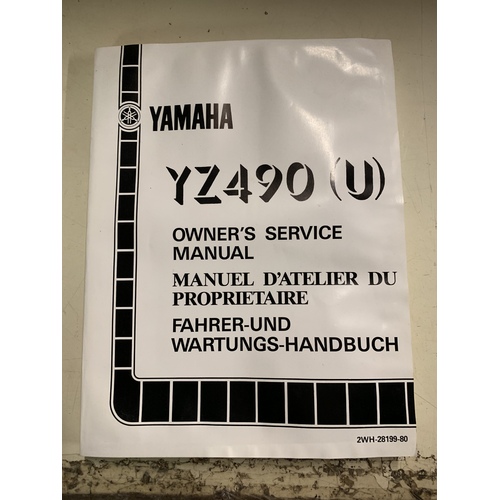 YAMAHA
YZ490 (U)
OWNER'S SERVICE
MANUAL
MANUEL D'ATELIER DU
PROPRIETAIRE
FAHRER-UND
WARTUNGS-HANDBUCH
2WH-28199-80